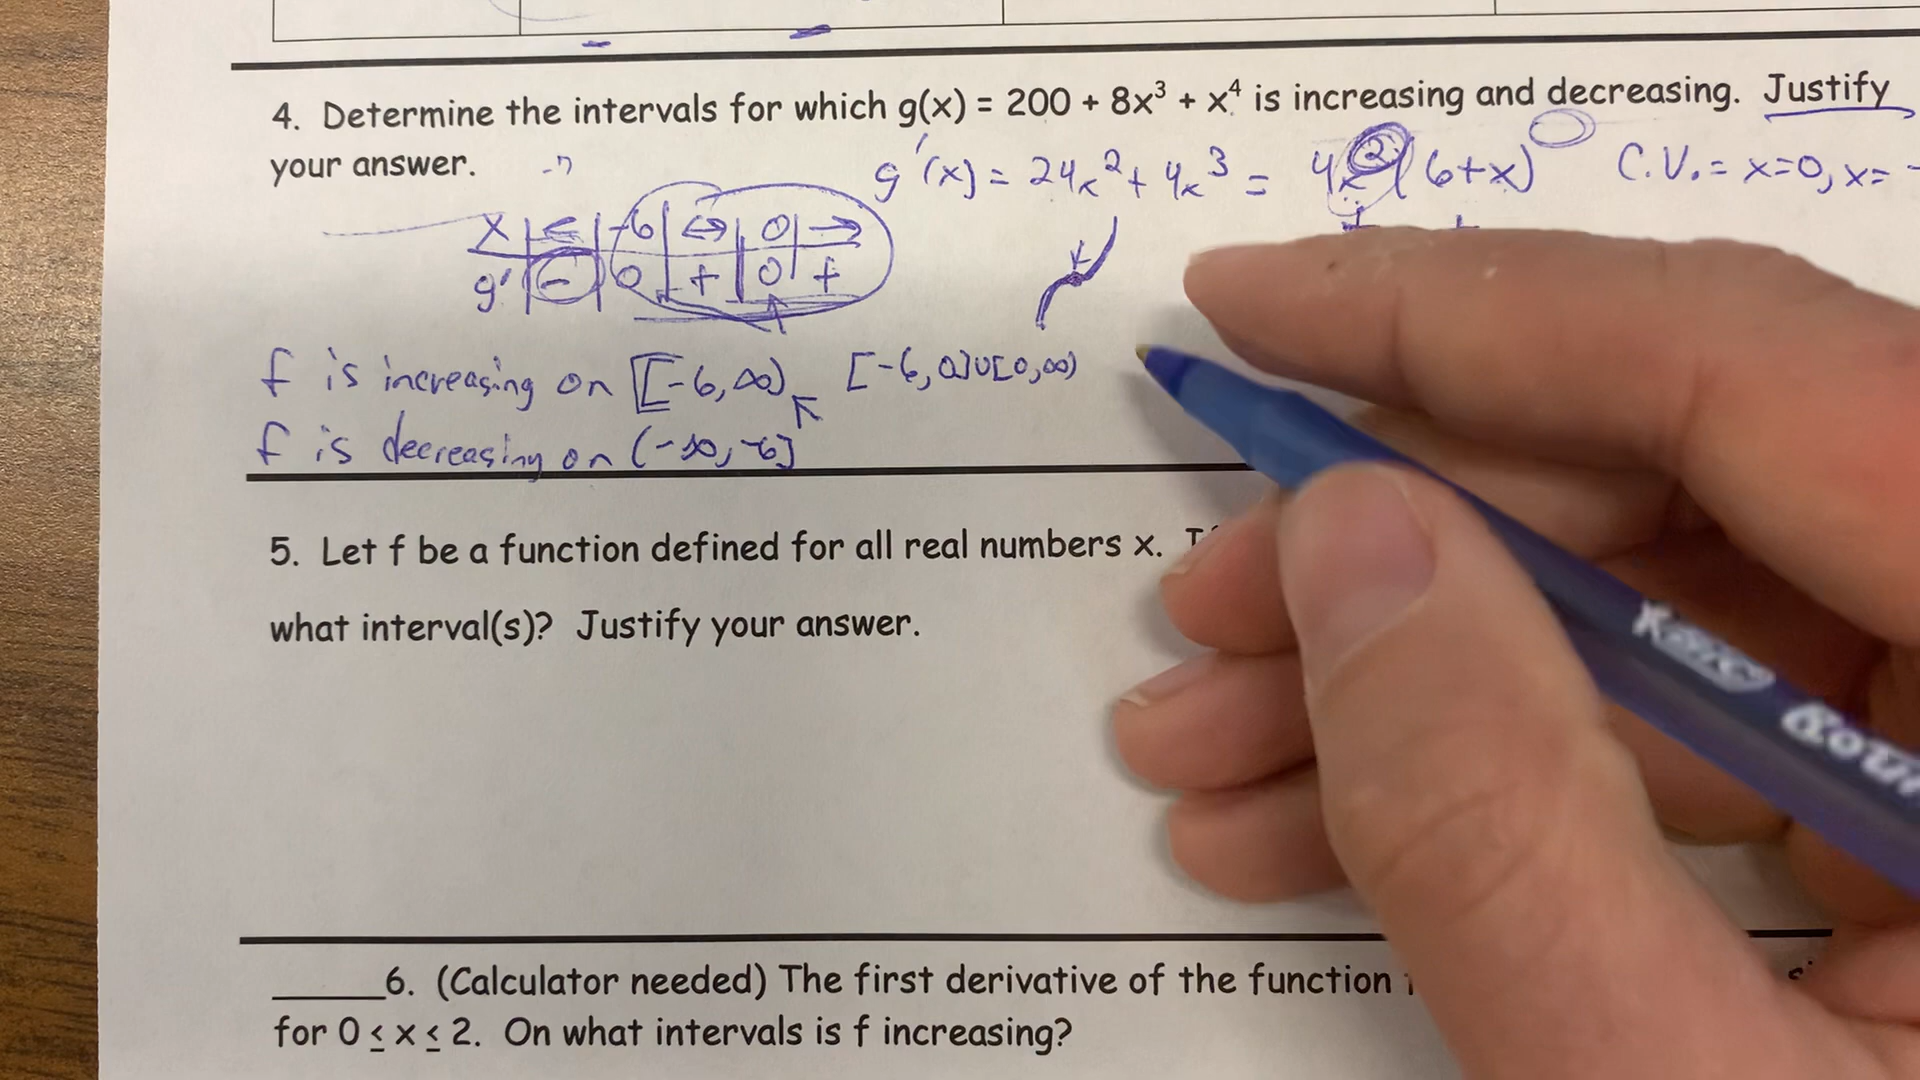 4. Determine the intervals for which g(x) = 200 + 8x³ + x⁴ is increasing and decreasing. Justify
your answer.
g'(x) = 24x² + 4x³ = 4x²(6+x) C.V. = x=0, x= -
x | ← | -6 | ↔ | 0 | →
g' | - | 0 | + | 0 | +
f is increasing on [-6,∞) [-6,0]∪[0,∞)
f is decreasing on (-∞,-6]
5. Let f be a function defined for all real numbers x.
what interval(s)? Justify your answer.
_____6. (Calculator needed) The first derivative of the function
for 0 ≤ x ≤ 2. On what intervals is f increasing?